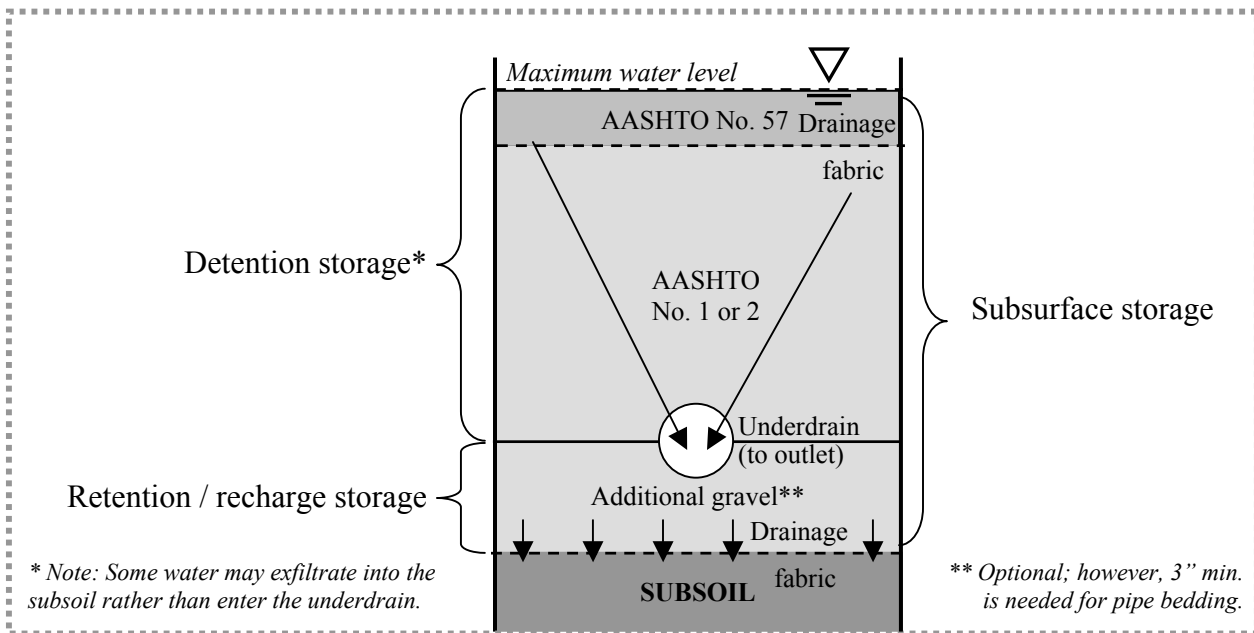 Maximum water level
AASHTO No. 57 Drainage
fabric
Detention storage*
AASHTO
No. 1 or 2
Subsurface storage
Underdrain
(to outlet)
Retention / recharge storage
Additional gravel**
Drainage
fabric
SUBSOIL
* Note: Some water may exfiltrate into the
subsoil rather than enter the underdrain.
** Optional; however, 3” min.
is needed for pipe bedding.